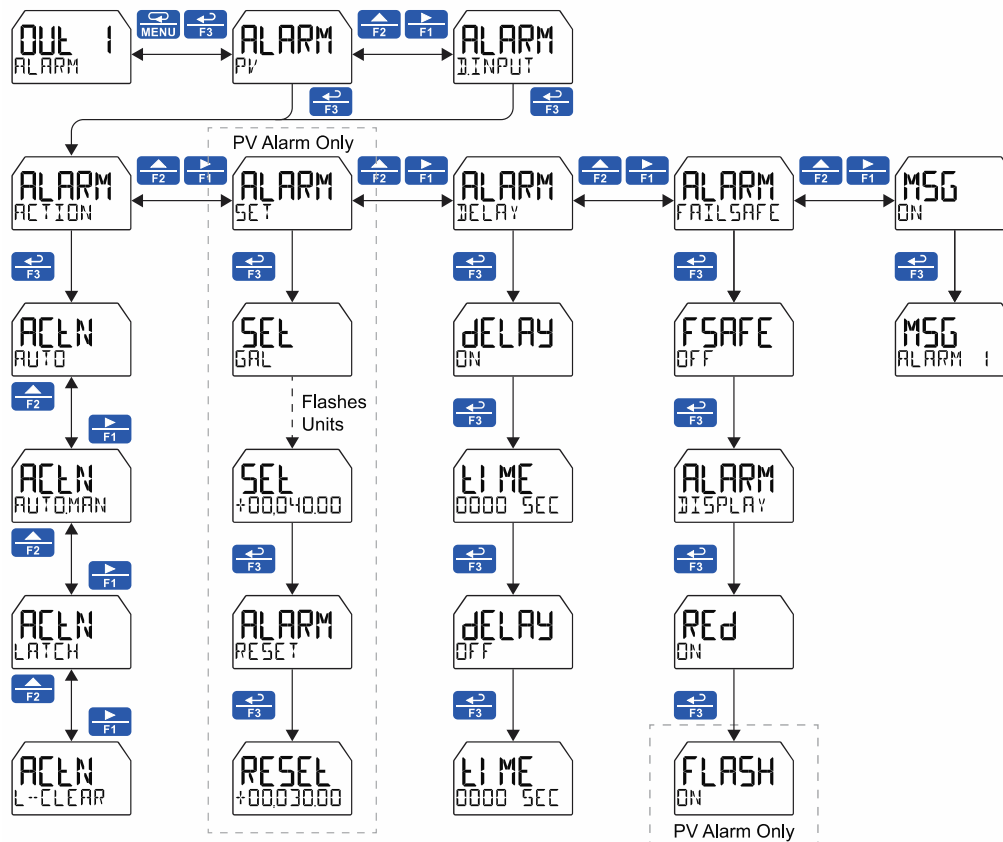 OUt 1
ALARM
MENU
F3
ALARM
PV
F2
F1
ALARM
D.INPUT
F3
F3
PV Alarm Only
ALARM
ACTION
F2
F1
ALARM
SET
F2
F1
ALARM
DELAY
F2
F1
ALARM
FAILSAFE
F2
F1
MSG
ON
F3
F3
F3
F3
F3
ACtN
AUTO
SEt
GAL
dELAY
ON
FSAFE
OFF
MSG
ALARM 1
F2
F1
Flashes
Units
F3
F3
ACtN
AUTO.MAN
SEt
+00,040.00
tIME
0000 SEC
ALARM
DISPLAY
F2
F1
F3
F3
F3
ACtN
LATCH
ALARM
RESET
dELAY
OFF
REd
ON
F2
F1
F3
F3
F3
ACtN
L-CLEAR
RESEt
+00,030.00
tIME
0000 SEC
FLASH
ON
PV Alarm Only